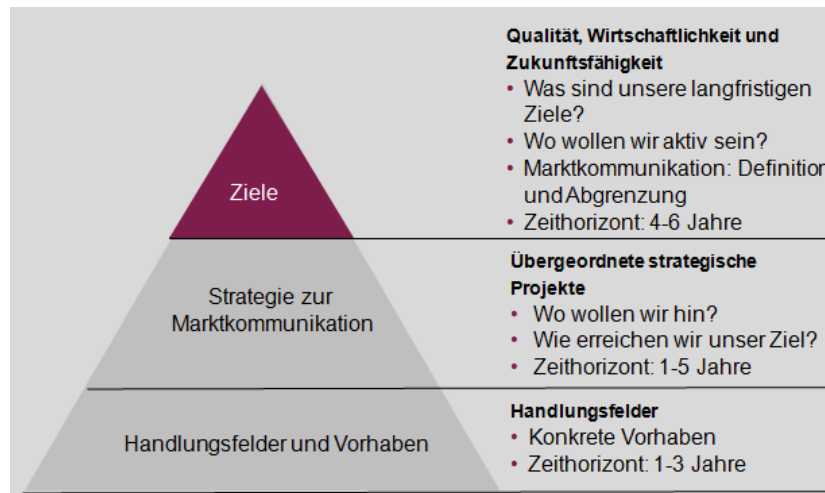 Qualität, Wirtschaftlichkeit und
Zukunftsfähigkeit
• Was sind unsere langfristigen
Ziele?
• Wo wollen wir aktiv sein?
• Marktkommunikation: Definition
und Abgrenzung
• Zeithorizont: 4-6 Jahre
Ziele
Übergeordnete strategische
Projekte
• Wo wollen wir hin?
• Wie erreichen wir unser Ziel?
• Zeithorizont: 1-5 Jahre
Strategie zur
Marktkommunikation
Handlungsfelder
• Konkrete Vorhaben
• Zeithorizont: 1-3 Jahre
Handlungsfelder und Vorhaben